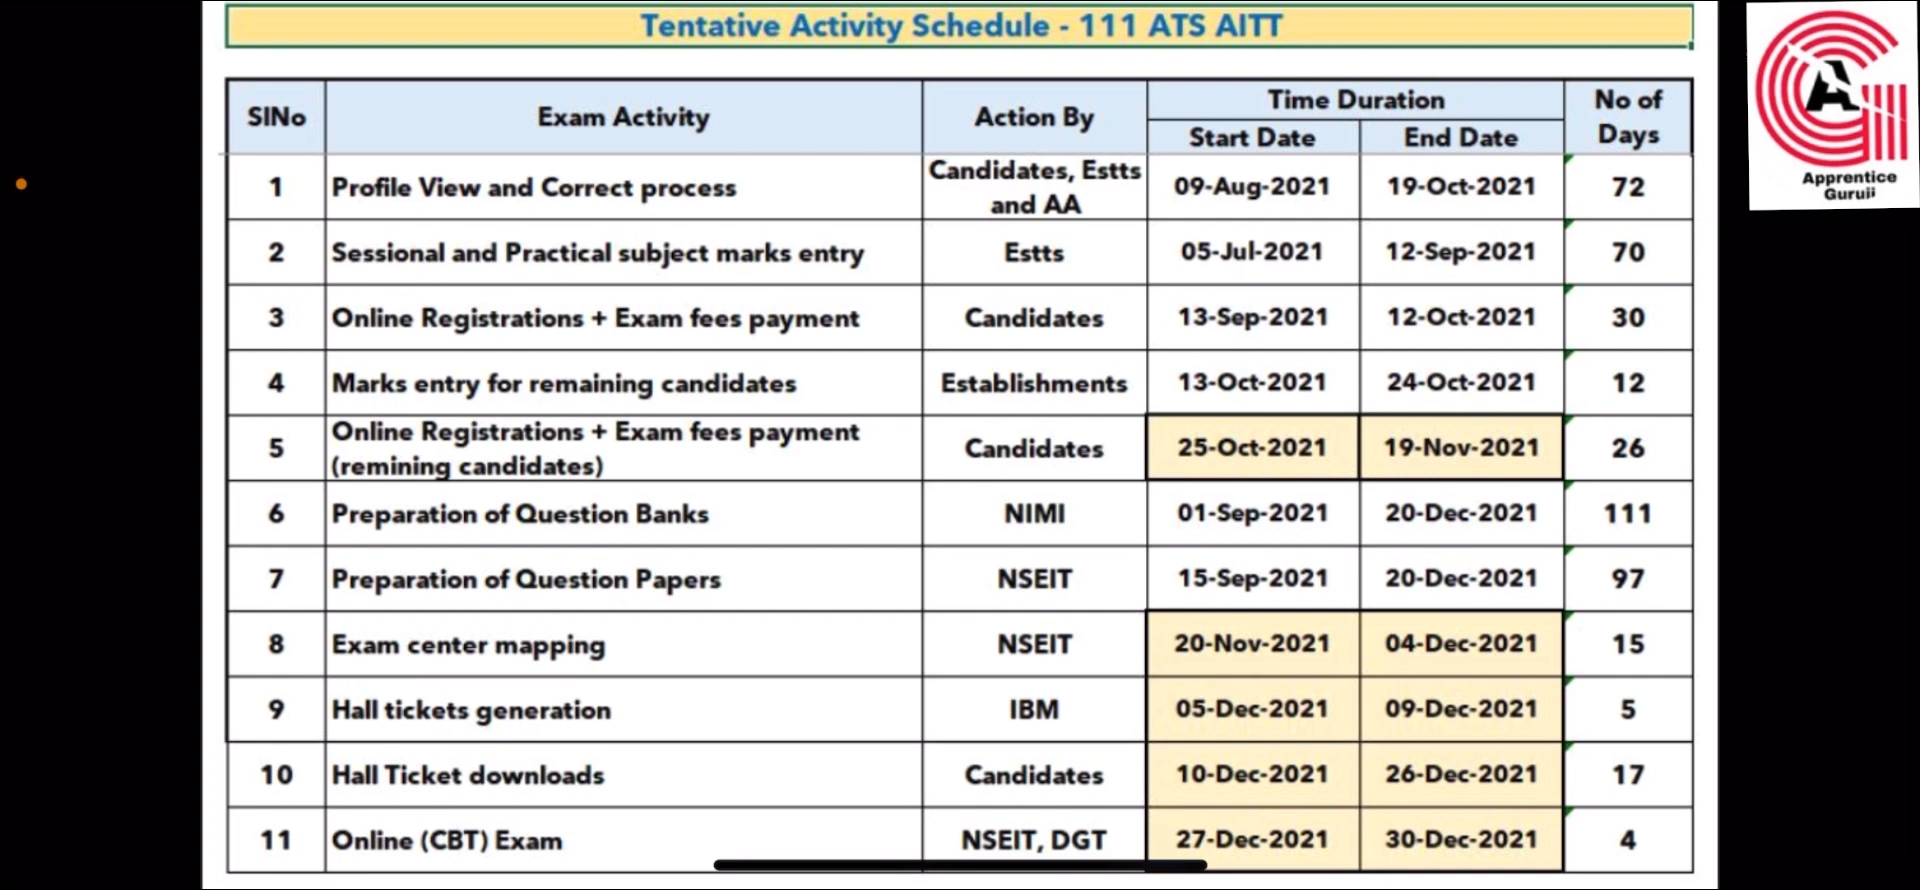 Tentative Activity Schedule - 111 ATS AITT
SlNo Exam Activity Action By Time Duration No of Days
Start Date End Date
1 Profile View and Correct process Candidates, Estts and AA 09-Aug-2021 19-Oct-2021 72
2 Sessional and Practical subject marks entry Estts 05-Jul-2021 12-Sep-2021 70
3 Online Registrations + Exam fees payment Candidates 13-Sep-2021 12-Oct-2021 30
4 Marks entry for remaining candidates Establishments 13-Oct-2021 24-Oct-2021 12
5 Online Registrations + Exam fees payment (remining candidates) Candidates 25-Oct-2021 19-Nov-2021 26
6 Preparation of Question Banks NIMI 01-Sep-2021 20-Dec-2021 111
7 Preparation of Question Papers NSEIT 15-Sep-2021 20-Dec-2021 97
8 Exam center mapping NSEIT 20-Nov-2021 04-Dec-2021 15
9 Hall tickets generation IBM 05-Dec-2021 09-Dec-2021 5
10 Hall Ticket downloads Candidates 10-Dec-2021 26-Dec-2021 17
11 Online (CBT) Exam NSEIT, DGT 27-Dec-2021 30-Dec-2021 4
A
Apprentice
Guruji